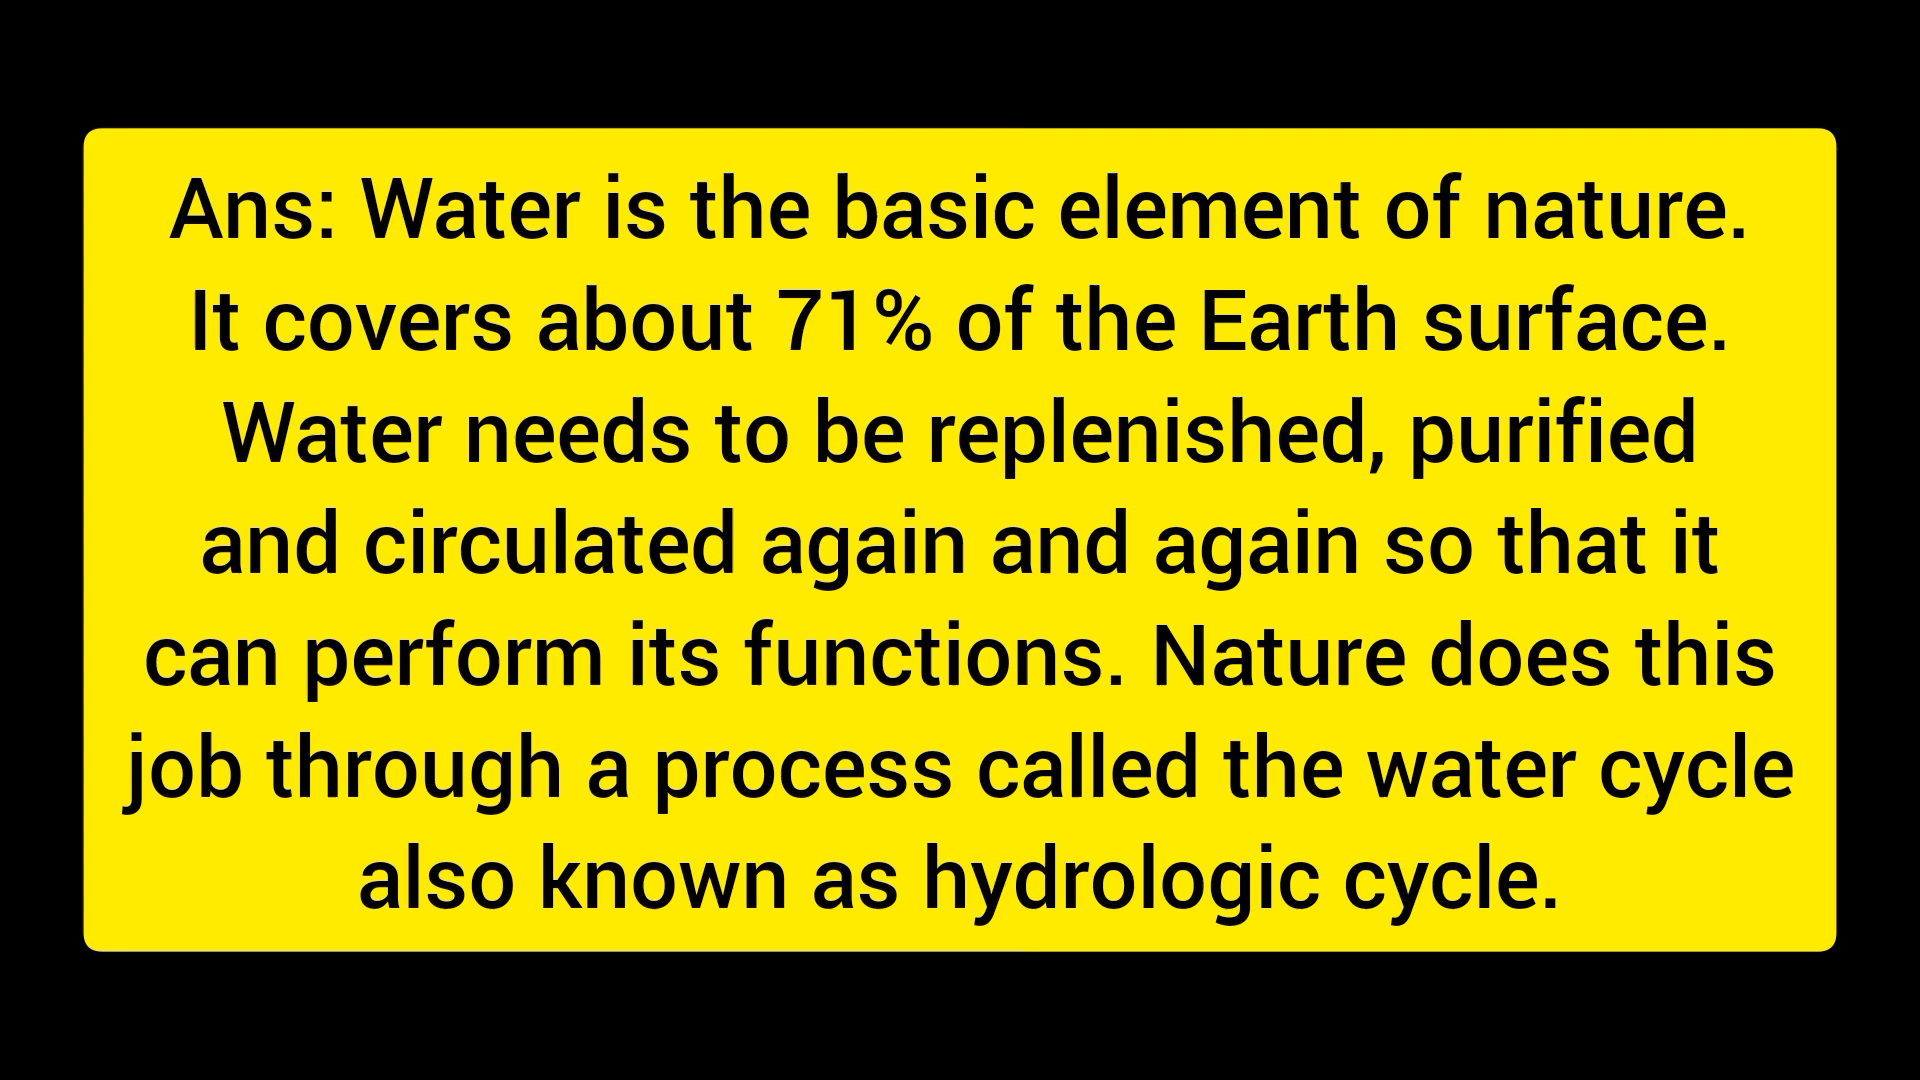 Ans: Water is the basic element of nature.
It covers about 71% of the Earth surface.
Water needs to be replenished, purified
and circulated again and again so that it
can perform its functions. Nature does this
job through a process called the water cycle
also known as hydrologic cycle.